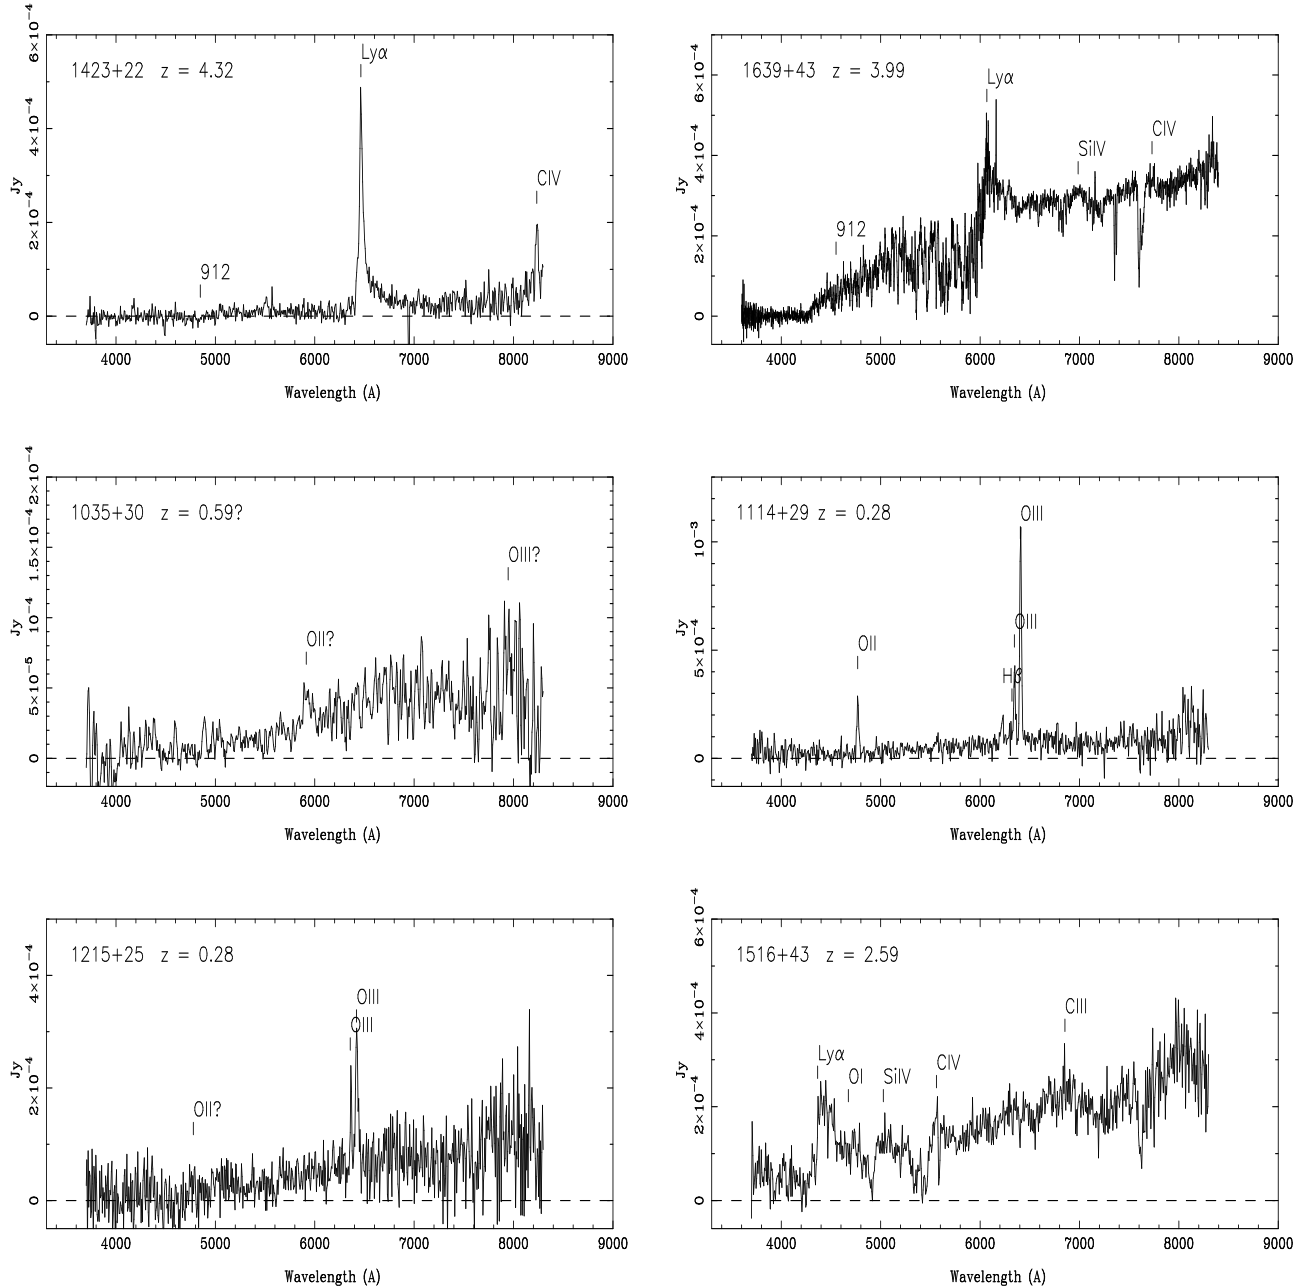 1423+22 z = 4.32
Lyα
CIV
912
Jy
0
2×10⁻⁴
4×10⁻⁴
6×10⁻⁴
4000 5000 6000 7000 8000 9000
Wavelength (A)
1639+43 z = 3.99
Lyα
SiIV
CIV
912
Jy
0
2×10⁻⁴
4×10⁻⁴
6×10⁻⁴
4000 5000 6000 7000 8000 9000
Wavelength (A)
1035+30 z = 0.59?
OIII?
OII?
Jy
0
5×10⁻⁵
10⁻⁴
1.5×10⁻⁴
2×10⁻⁴
4000 5000 6000 7000 8000 9000
Wavelength (A)
1114+29 z = 0.28
OIII
OIII
OII
Hβ
Jy
0
5×10⁻⁴
10⁻³
4000 5000 6000 7000 8000 9000
Wavelength (A)
1215+25 z = 0.28
OIII
OIII
OII?
Jy
0
2×10⁻⁴
4×10⁻⁴
4000 5000 6000 7000 8000 9000
Wavelength (A)
1516+43 z = 2.59
CIII
Lyα
OI
SiIV
CIV
Jy
0
2×10⁻⁴
4×10⁻⁴
6×10⁻⁴
4000 5000 6000 7000 8000 9000
Wavelength (A)